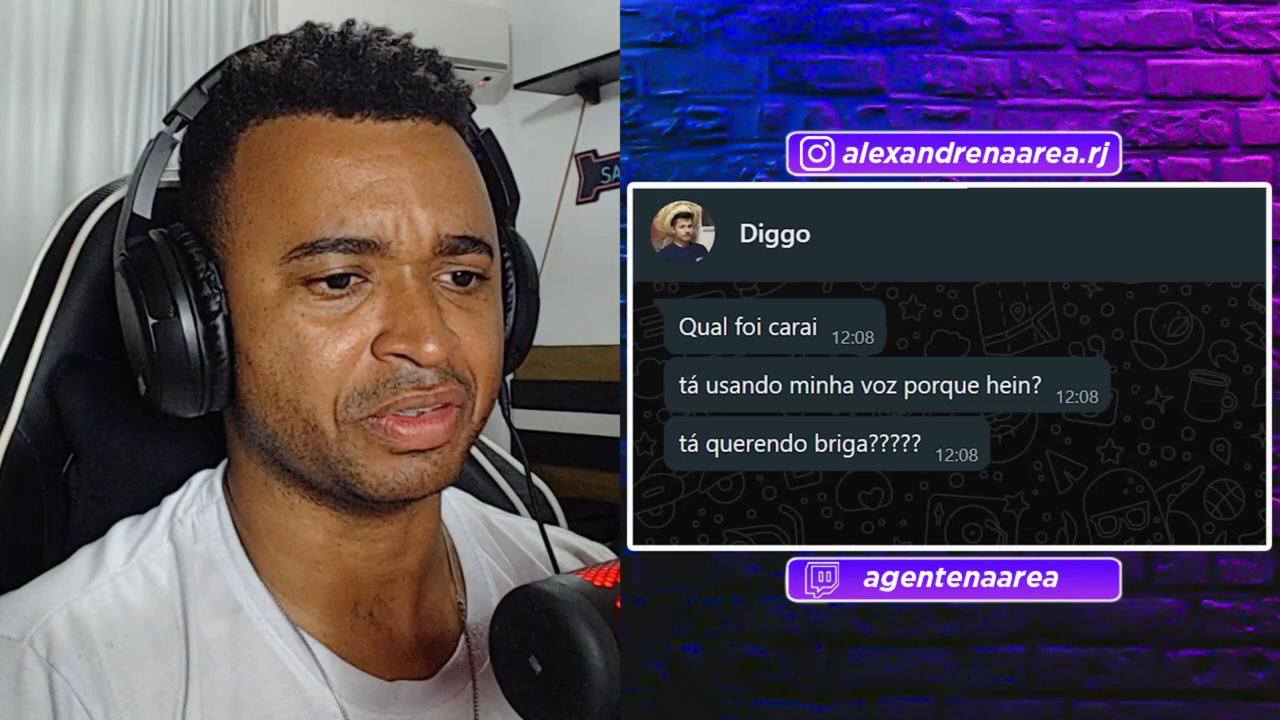 alexandrenaarea.rj
SA
Diggo
Qual foi carai 12:08
tá usando minha voz porque hein? 12:08
tá querendo briga????? 12:08
agentenaarea